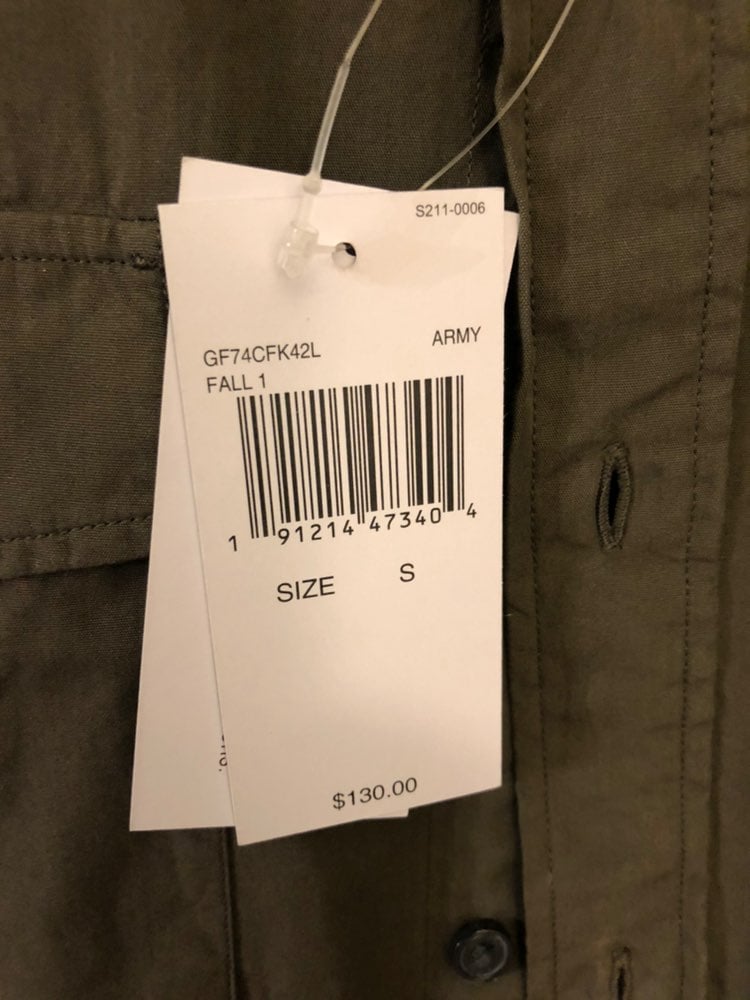 S211-0006
GF74CFK42L ARMY
FALL 1
1 91214 47340 4
SIZE S
$130.00